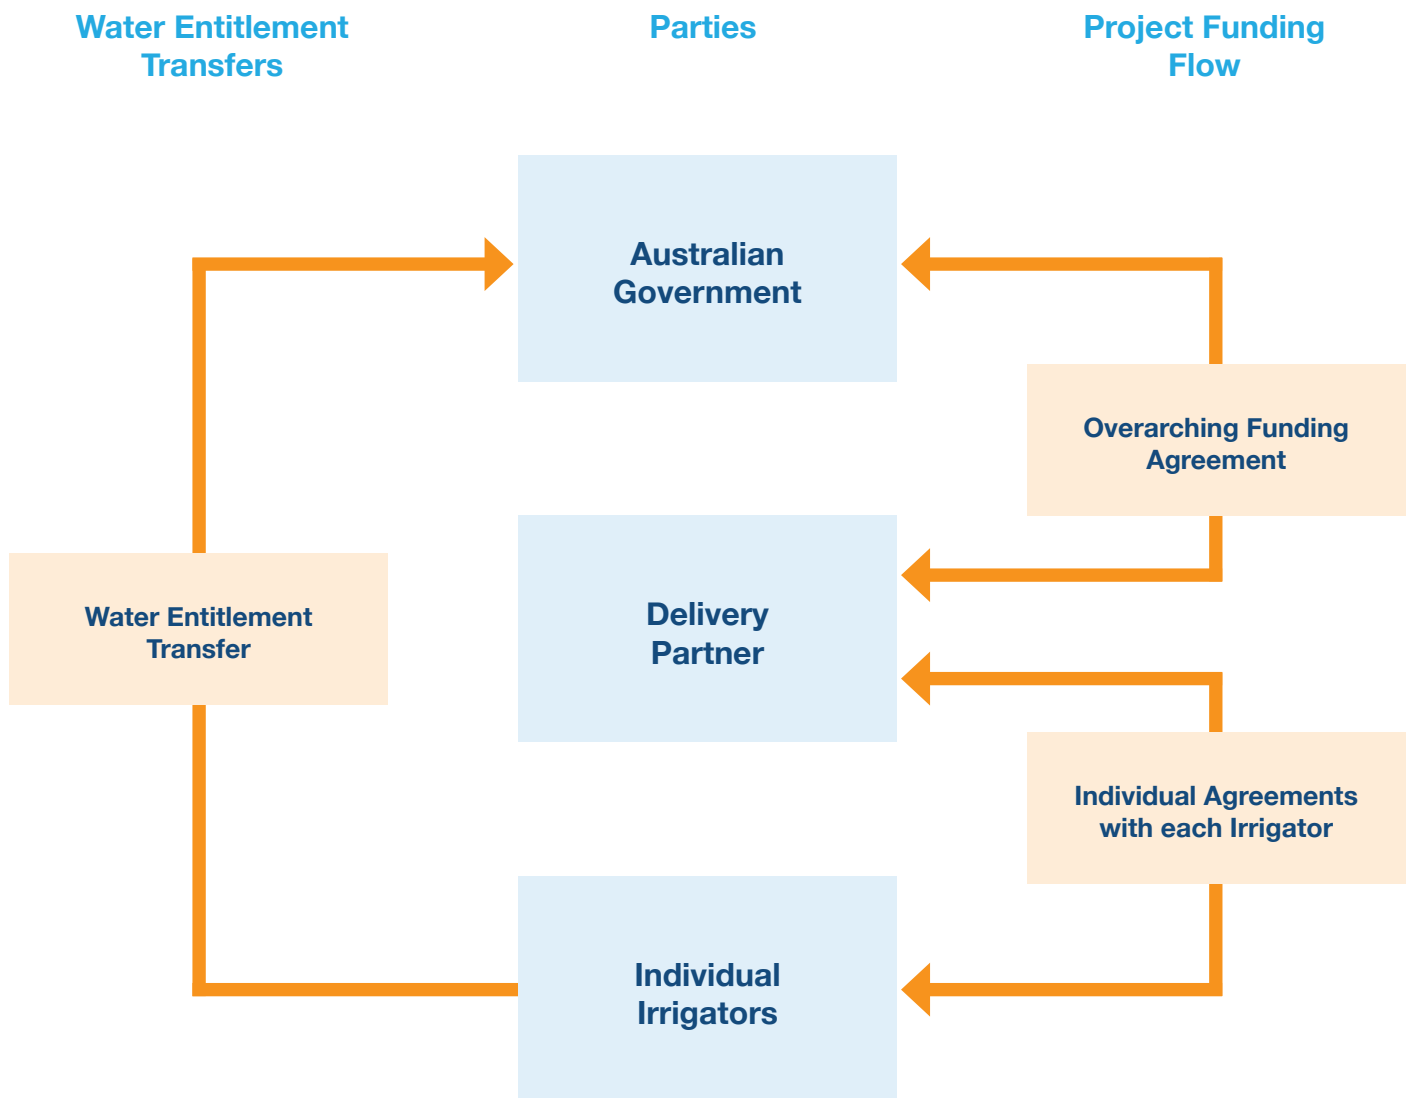 Water Entitlement
Transfers
Parties
Project Funding
Flow
Australian
Government
Overarching Funding
Agreement
Water Entitlement
Transfer
Delivery
Partner
Individual Agreements
with each Irrigator
Individual
Irrigators